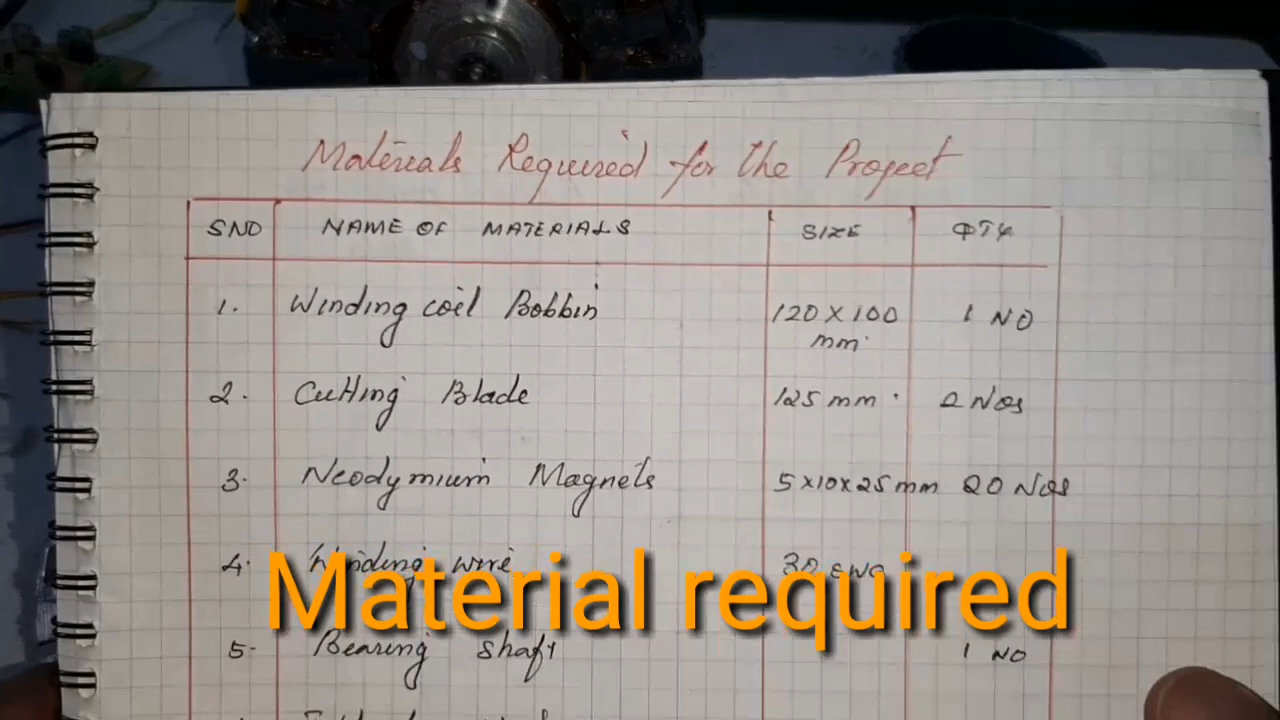 Materials Required for the Project
SNO NAME OF MATERIALS SIZE QTY
1. Winding coil Bobbin 120 X 100 1 NO
mm.
2. Cutting Blade 125 mm. 2 Nos
3. Neodymium Magnets 5x10x25 mm 20 Nos
4. Winding wire
Material required
5- Bearing shaft 1 NO